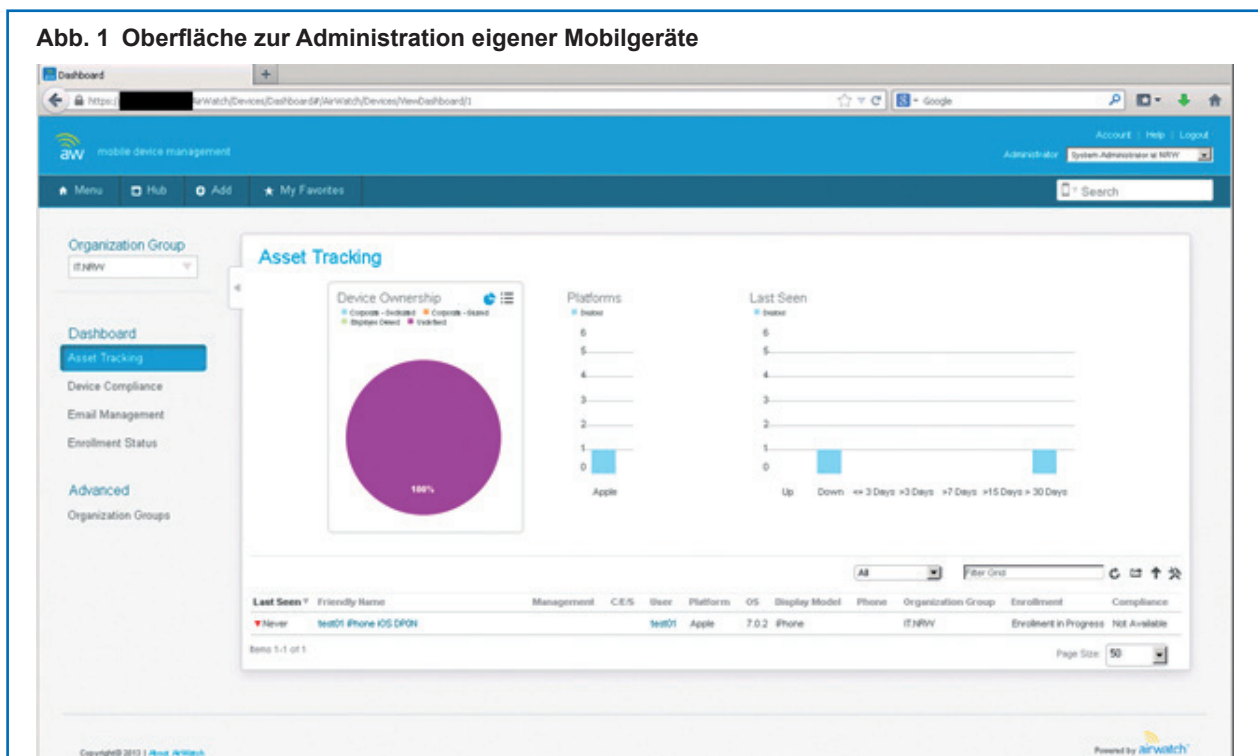 Abb. 1 Oberfläche zur Administration eigener Mobilgeräte
Dashboard
+
https:/ AirWatch/Devices/Dashboard#/AirWatch/Devices/ViewDashboard/1
Google
aw mobile device management
Account | Help | Logout
Administrator System Administrator at NRW
Menu Hub Add My Favorites
Search
Organization Group
IT.NRW
Dashboard
Asset Tracking
Device Compliance
Email Management
Enrollment Status
Advanced
Organization Groups
Asset Tracking
Device Ownership
Corporate - Dedicated Corporate - Shared
Employee Owned Undefined
100%
Platforms
6
5
4
3
2
1
0
Apple
Last Seen
6
5
4
3
2
1
0
Up Down <= 3 Days >3 Days >7 Days >15 Days > 30 Days
All Filter Grid
Last Seen Friendly Name Management C/E/S User Platform OS Display Model Phone Organization Group Enrollment Compliance
Never test01 iPhone iOS DP0N test01 Apple 7.0.2 iPhone IT.NRW Enrollment in Progress Not Available
Items 1-1 of 1
Page Size: 50
Copyright© 2013 | About AirWatch
Powered by airwatch